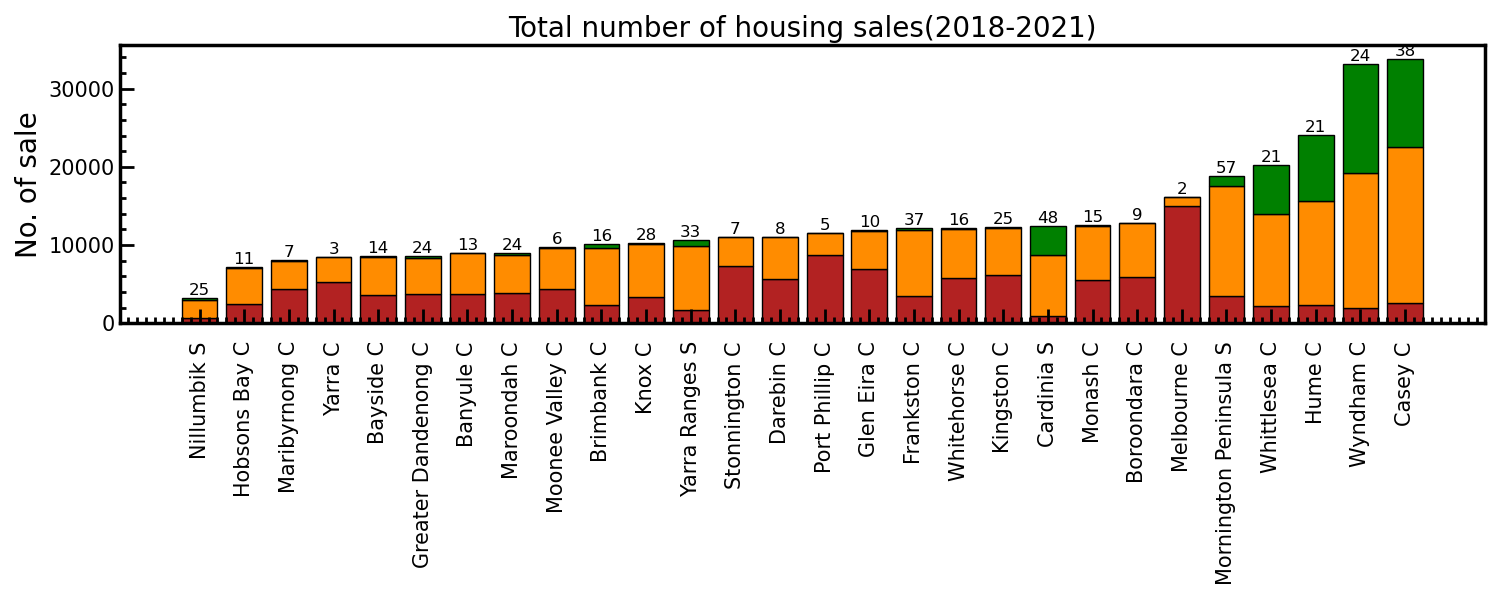 Total number of housing sales(2018-2021)
No. of sale
30000
20000
10000
0
25
11
7
3
14
24
13
24
6
16
28
33
7
8
5
10
37
16
25
48
15
9
2
57
21
21
24
38
Nillumbik S
Hobsons Bay C
Maribyrnong C
Yarra C
Bayside C
Greater Dandenong C
Banyule C
Maroondah C
Moonee Valley C
Brimbank C
Knox C
Yarra Ranges S
Stonnington C
Darebin C
Port Phillip C
Glen Eira C
Frankston C
Whitehorse C
Kingston C
Cardinia S
Monash C
Boroondara C
Melbourne C
Mornington Peninsula S
Whittlesea C
Hume C
Wyndham C
Casey C